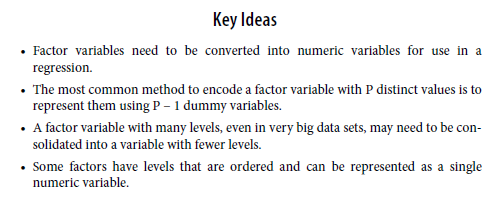 Key Ideas
• Factor variables need to be converted into numeric variables for use in a
regression.
• The most common method to encode a factor variable with P distinct values is to
represent them using P – 1 dummy variables.
• A factor variable with many levels, even in very big data sets, may need to be con-
solidated into a variable with fewer levels.
• Some factors have levels that are ordered and can be represented as a single
numeric variable.